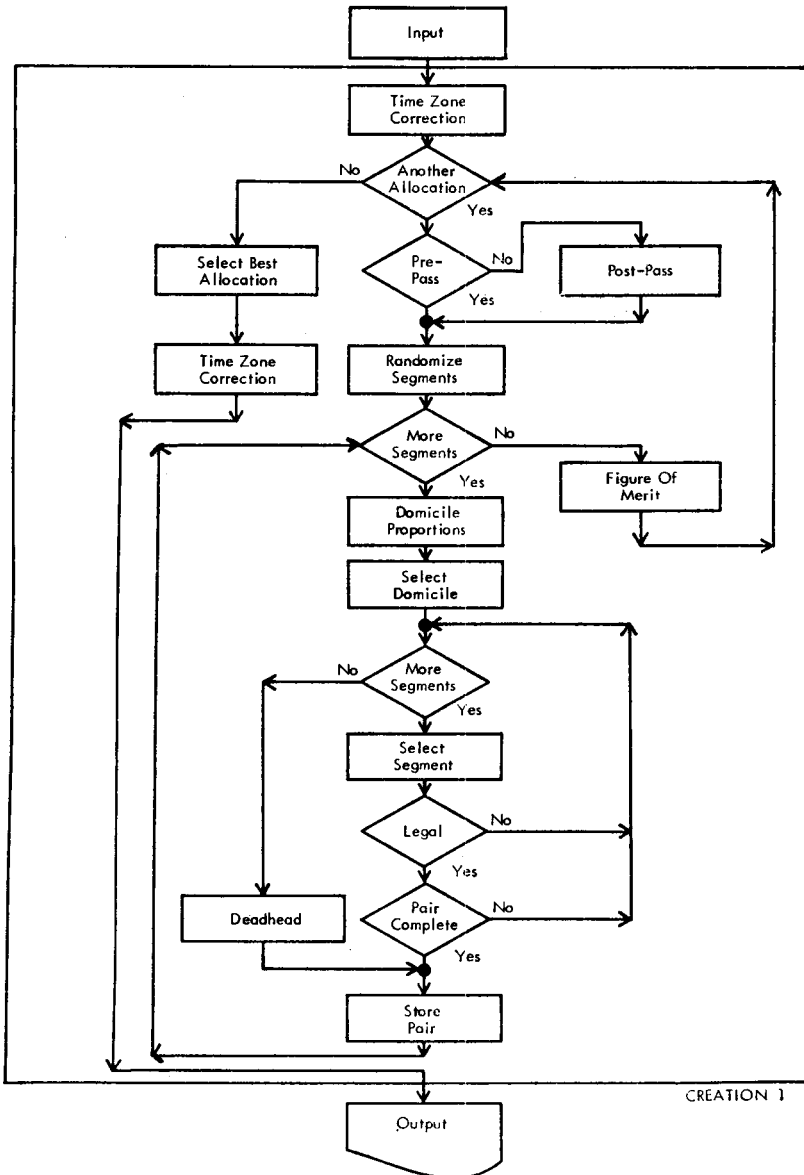 Input
Time Zone
Correction
No
Another
Allocation
Yes
Select Best
Allocation
Pre-
Pass
No
Post-Pass
Yes
Time Zone
Correction
Randomize
Segments
More
Segments
No
Yes
Figure Of
Merit
Domicile
Proportions
Select
Domicile
No
More
Segments
Yes
Select
Segment
Legal
No
Yes
Deadhead
Pair
Complete
No
Yes
Store
Pair
CREATION 1
Output